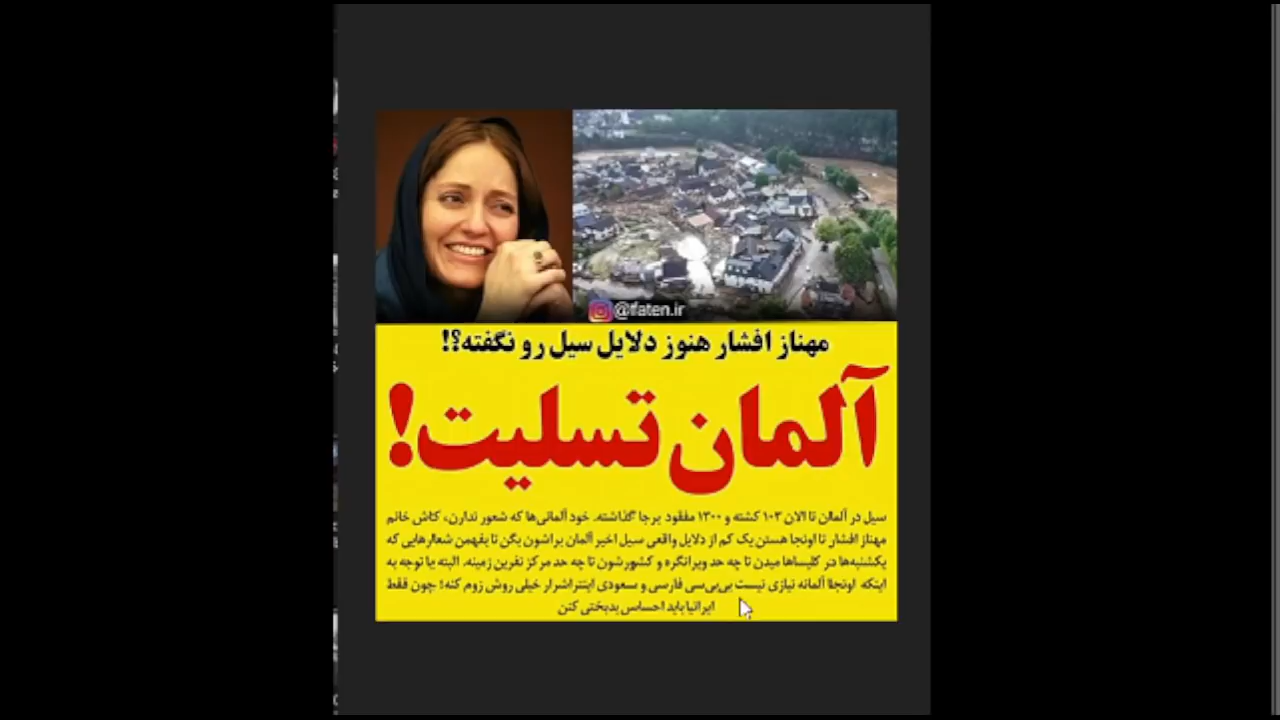 @tfaten.ir
مهناز افشار هنوز دلایل سیل رو نگفته؟!
آلمان تسلیت!
سیل در آلمان تا الان ۱۰۳ کشته و ۱۳۰۰ مفقود برجا گذاشته. خود آلمانی‌ها که شعور ندارن، کاش خانم
مهناز افشار تا اونجا هستن یک کم از دلایل واقعی سیل اخیر آلمان براشون بگن تا بفهمن شعارهایی که
یکشنبه‌ها در کلیساها میدن تا چه حد ویرانگره و کشورشون تا چه حد مرکز نفرین زمینه. البته با توجه به
اینکه اونجا آلمانه نیازی نیست بی‌بی‌سی فارسی و سعودی اینتراشرار خیلی روش زوم کنه؛ چون فقط
ایرانیا باید احساس بدبختی کنن